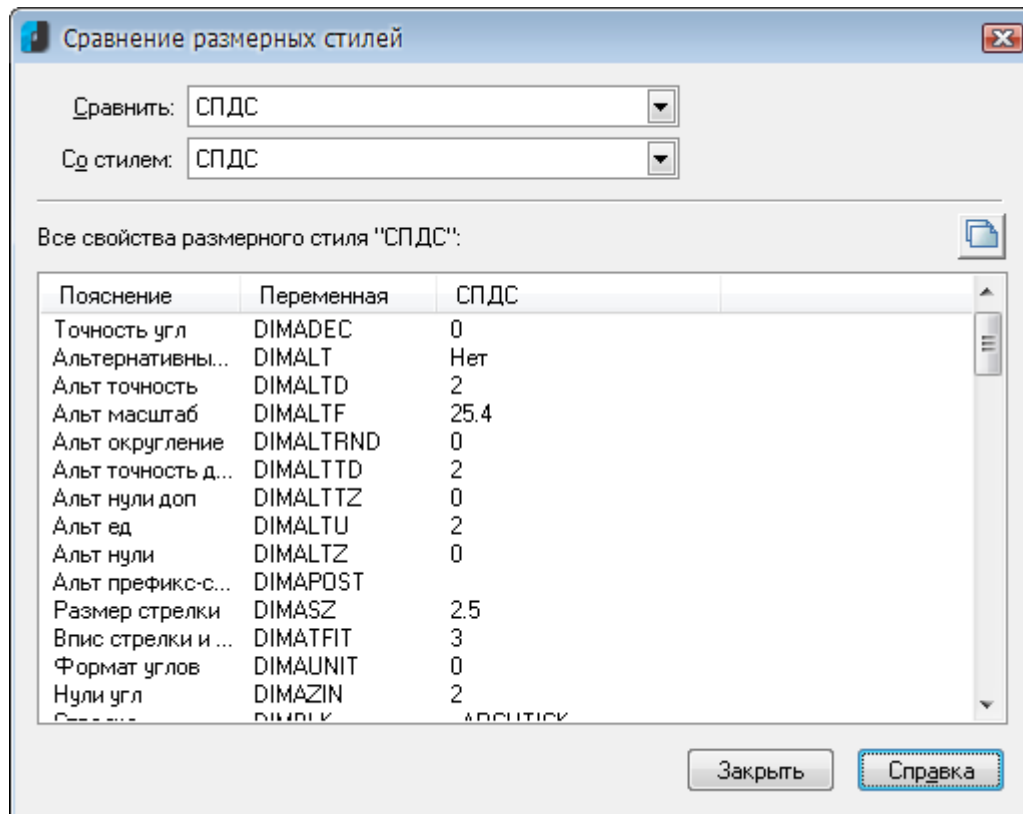 Сравнение размерных стилей
Сравнить: СПДС
Со стилем: СПДС
Все свойства размерного стиля "СПДС":
Пояснение Переменная СПДС
Точность угл DIMADEC 0
Альтернативны... DIMALT Нет
Альт точность DIMALTD 2
Альт масштаб DIMALTF 25.4
Альт округление DIMALTRND 0
Альт точность д... DIMALTTD 2
Альт нули доп DIMALTTZ 0
Альт ед DIMALTU 2
Альт нули DIMALTZ 0
Альт префикс-с... DIMAPOST
Размер стрелки DIMASZ 2.5
Впис стрелки и ... DIMATFIT 3
Формат углов DIMAUNIT 0
Нули угл DIMAZIN 2
Закрыть Справка